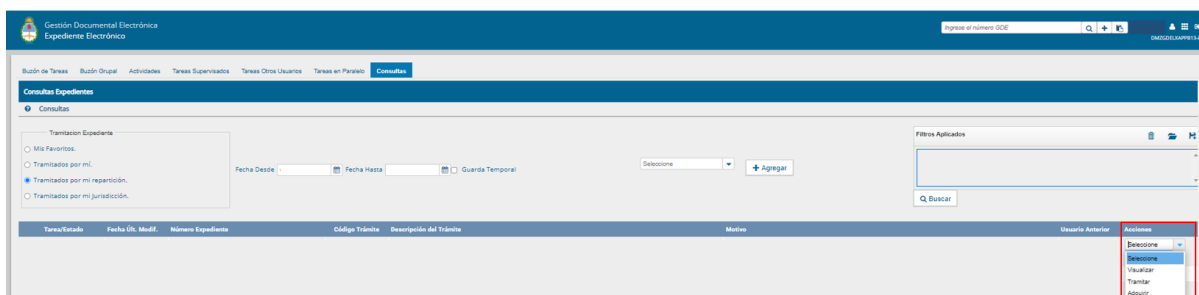 Gestión Documental Electrónica
Expediente Electrónico
Ingrese el número GDE
Buzón de Tareas Buzón Grupal Actividades Tareas Supervisados Tareas Otros Usuarios Tareas en Paralelo Consultas
Consultas Expedientes
Consultas
Tramitacion Expediente
Mis Favoritos.
Tramitados por mí.
Tramitados por mi repartición.
Tramitados por mi jurisdicción.
Fecha Desde Fecha Hasta Guarda Temporal
Seleccione
Agregar
Filtros Aplicados
Buscar
Tarea/Estado Fecha Últ. Modif. Número Expediente Código Trámite Descripción del Trámite Motivo Usuario Anterior Acciones
Seleccione
Seleccione
Visualizar
Tramitar
Adquirir